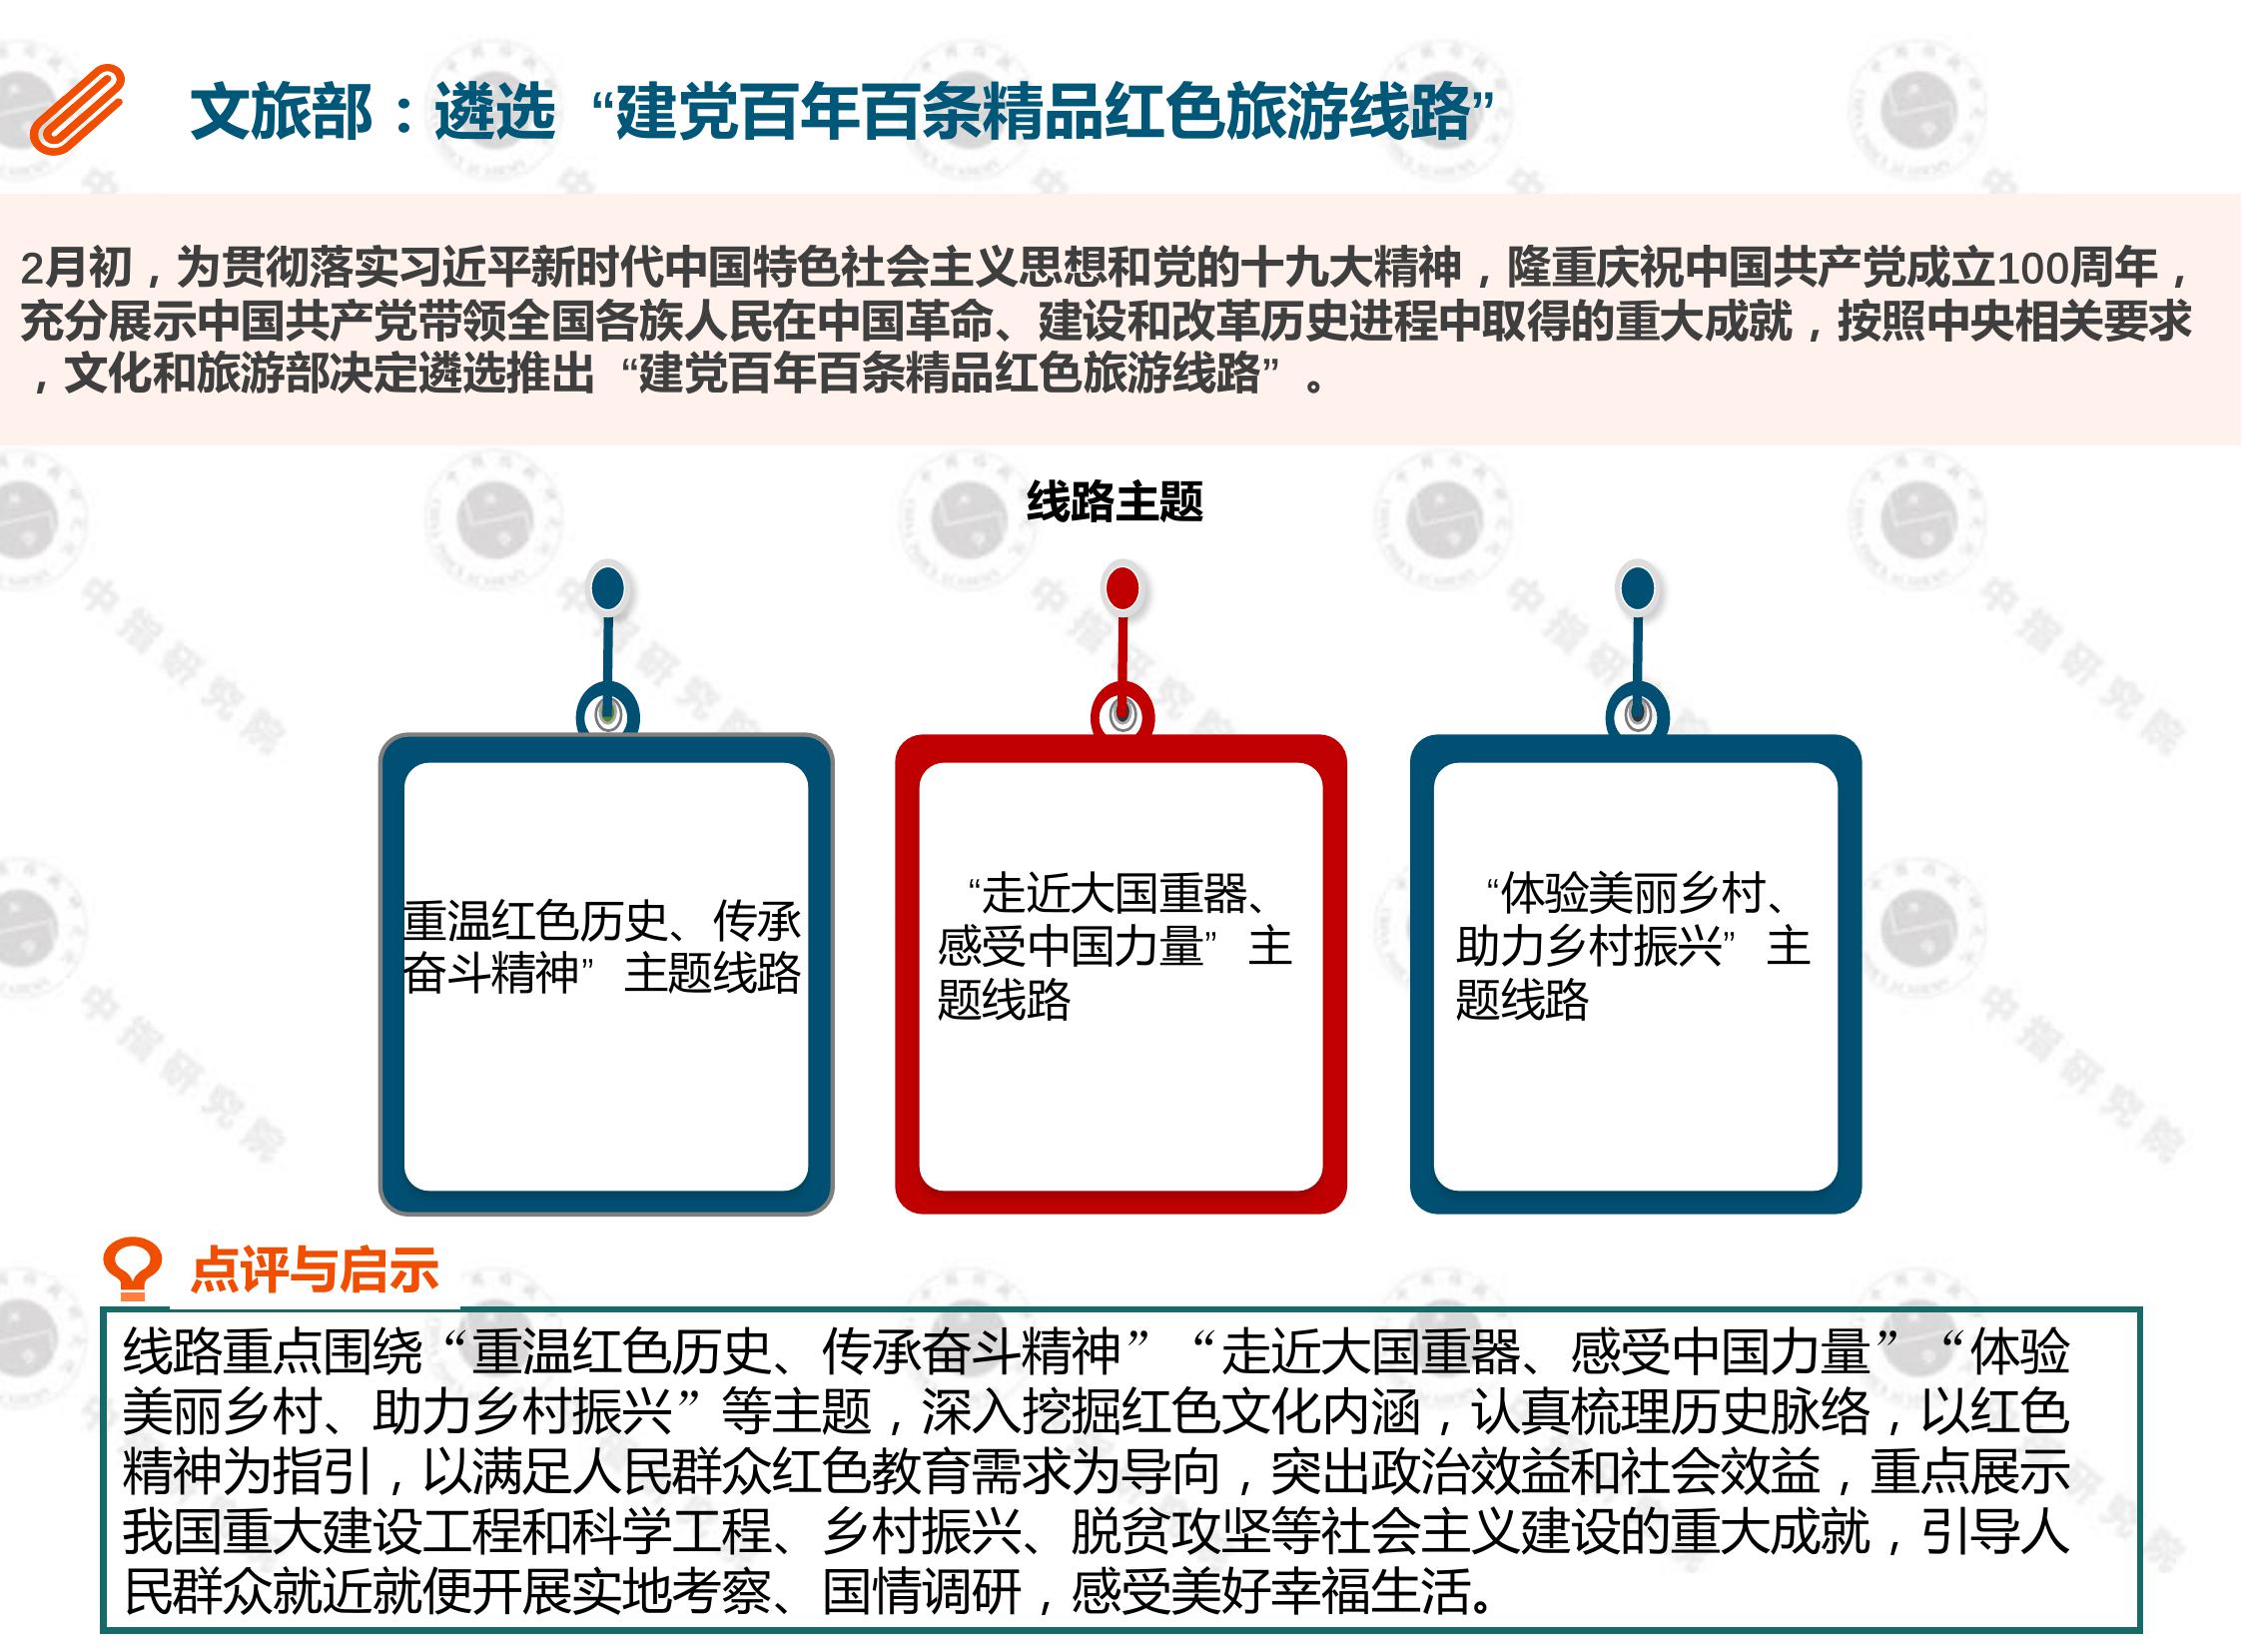 文旅部：遴选“建党百年百条精品红色旅游线路”
2月初，为贯彻落实习近平新时代中国特色社会主义思想和党的十九大精神，隆重庆祝中国共产党成立100周年，
充分展示中国共产党带领全国各族人民在中国革命、建设和改革历史进程中取得的重大成就，按照中央相关要求
，文化和旅游部决定遴选推出“建党百年百条精品红色旅游线路”。
线路主题
重温红色历史、传承
奋斗精神”主题线路
“走近大国重器、
感受中国力量”主
题线路
“体验美丽乡村、
助力乡村振兴”主
题线路
点评与启示
线路重点围绕“重温红色历史、传承奋斗精神”“走近大国重器、感受中国力量”“体验
美丽乡村、助力乡村振兴”等主题，深入挖掘红色文化内涵，认真梳理历史脉络，以红色
精神为指引，以满足人民群众红色教育需求为导向，突出政治效益和社会效益，重点展示
我国重大建设工程和科学工程、乡村振兴、脱贫攻坚等社会主义建设的重大成就，引导人
民群众就近就便开展实地考察、国情调研，感受美好幸福生活。
中指研究院